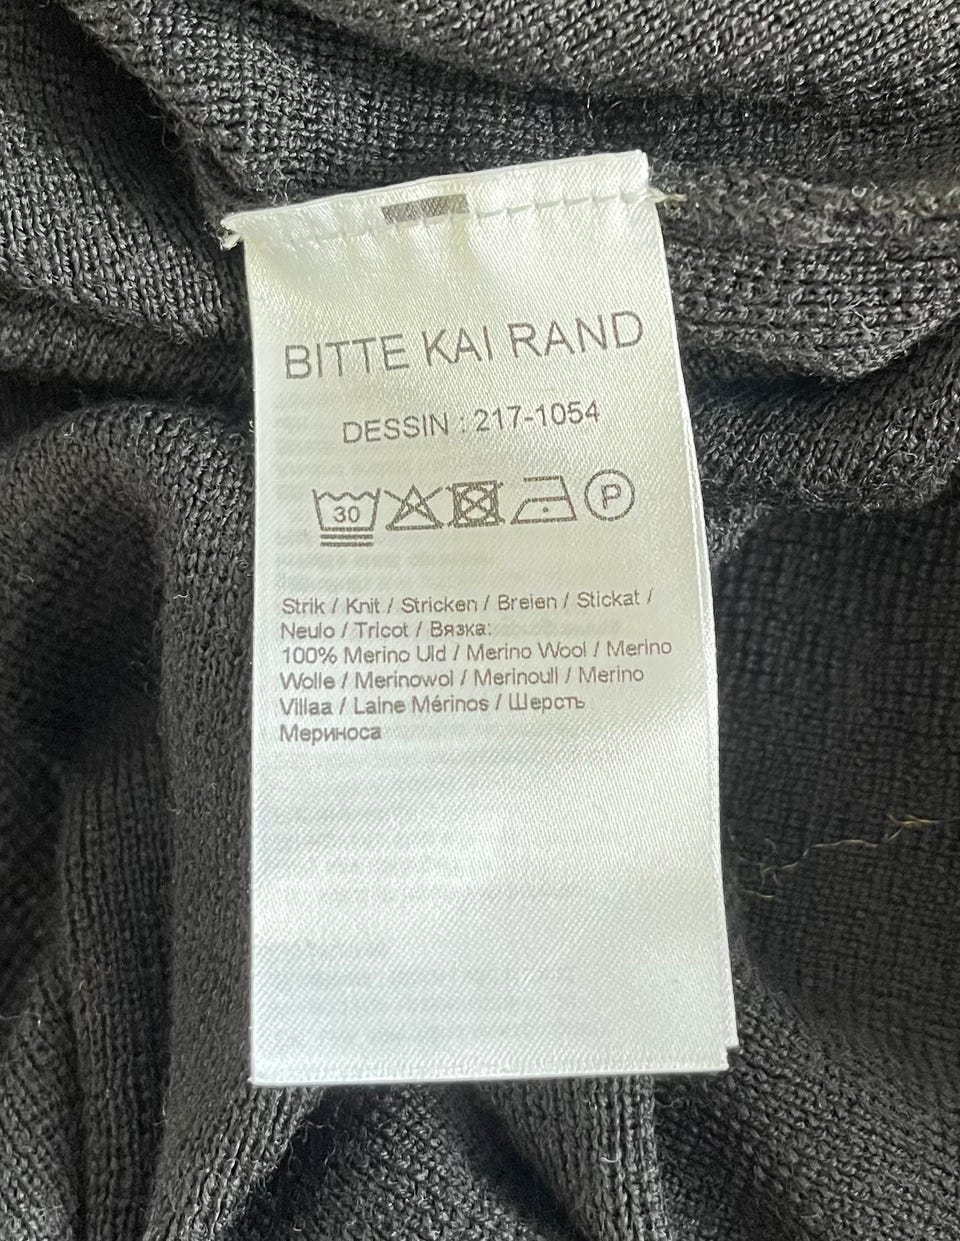 BITTE KAI RAND
DESSIN : 217-1054
30 P
Strik / Knit / Stricken / Breien / Stickat /
Neulo / Tricot / Вязка:
100% Merino Uld / Merino Wool / Merino
Wolle / Merinowol / Merinoull / Merino
Villaa / Laine Mérinos / Шерсть
Мериноса